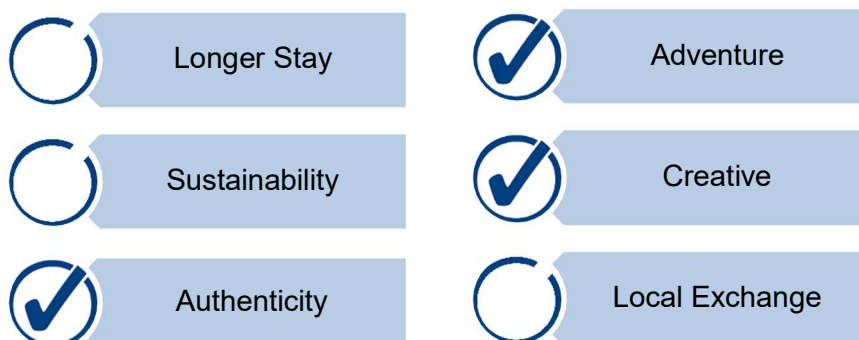 Longer Stay
Adventure
Sustainability
Creative
Authenticity
Local Exchange